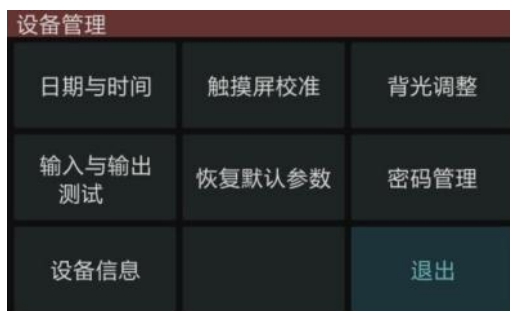 设备管理
日期与时间
触摸屏校准
背光调整
输入与输出
测试
恢复默认参数
密码管理
设备信息
退出